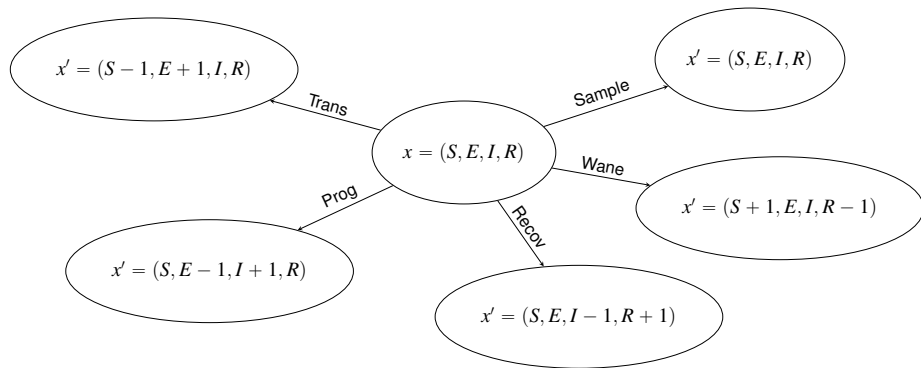 x′ = (S−1,E+1,I,R)
x′ = (S,E,I,R)
Trans
Sample
x = (S,E,I,R)
Wane
Prog
Recov
x′ = (S+1,E,I,R−1)
x′ = (S,E−1,I+1,R)
x′ = (S,E,I−1,R+1)